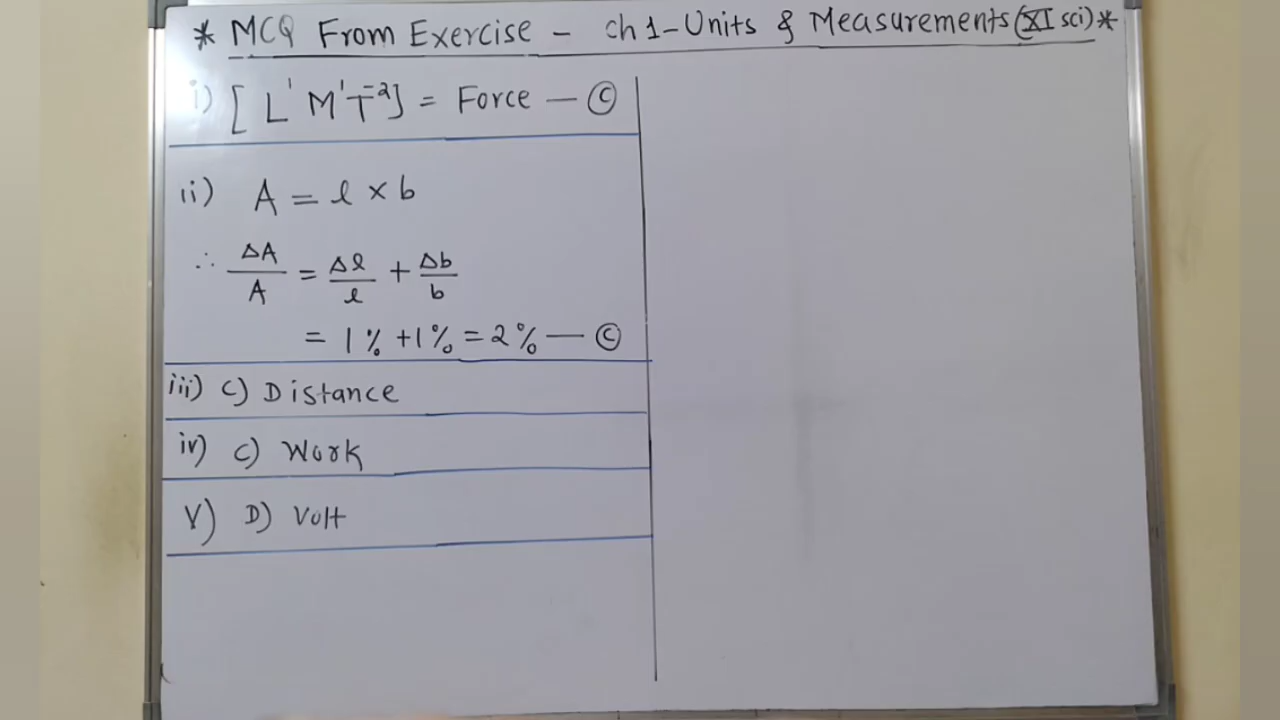 * MCQ From Exercise - Ch 1 - Units & Measurements (XI sci) *
i) [L¹ M¹ T⁻²] = Force — Ⓒ
ii) A = l × b
∴ ΔA/A = Δl/l + Δb/b
= 1% + 1% = 2% — Ⓒ
iii) C) Distance
iv) C) Work
V) D) Volt